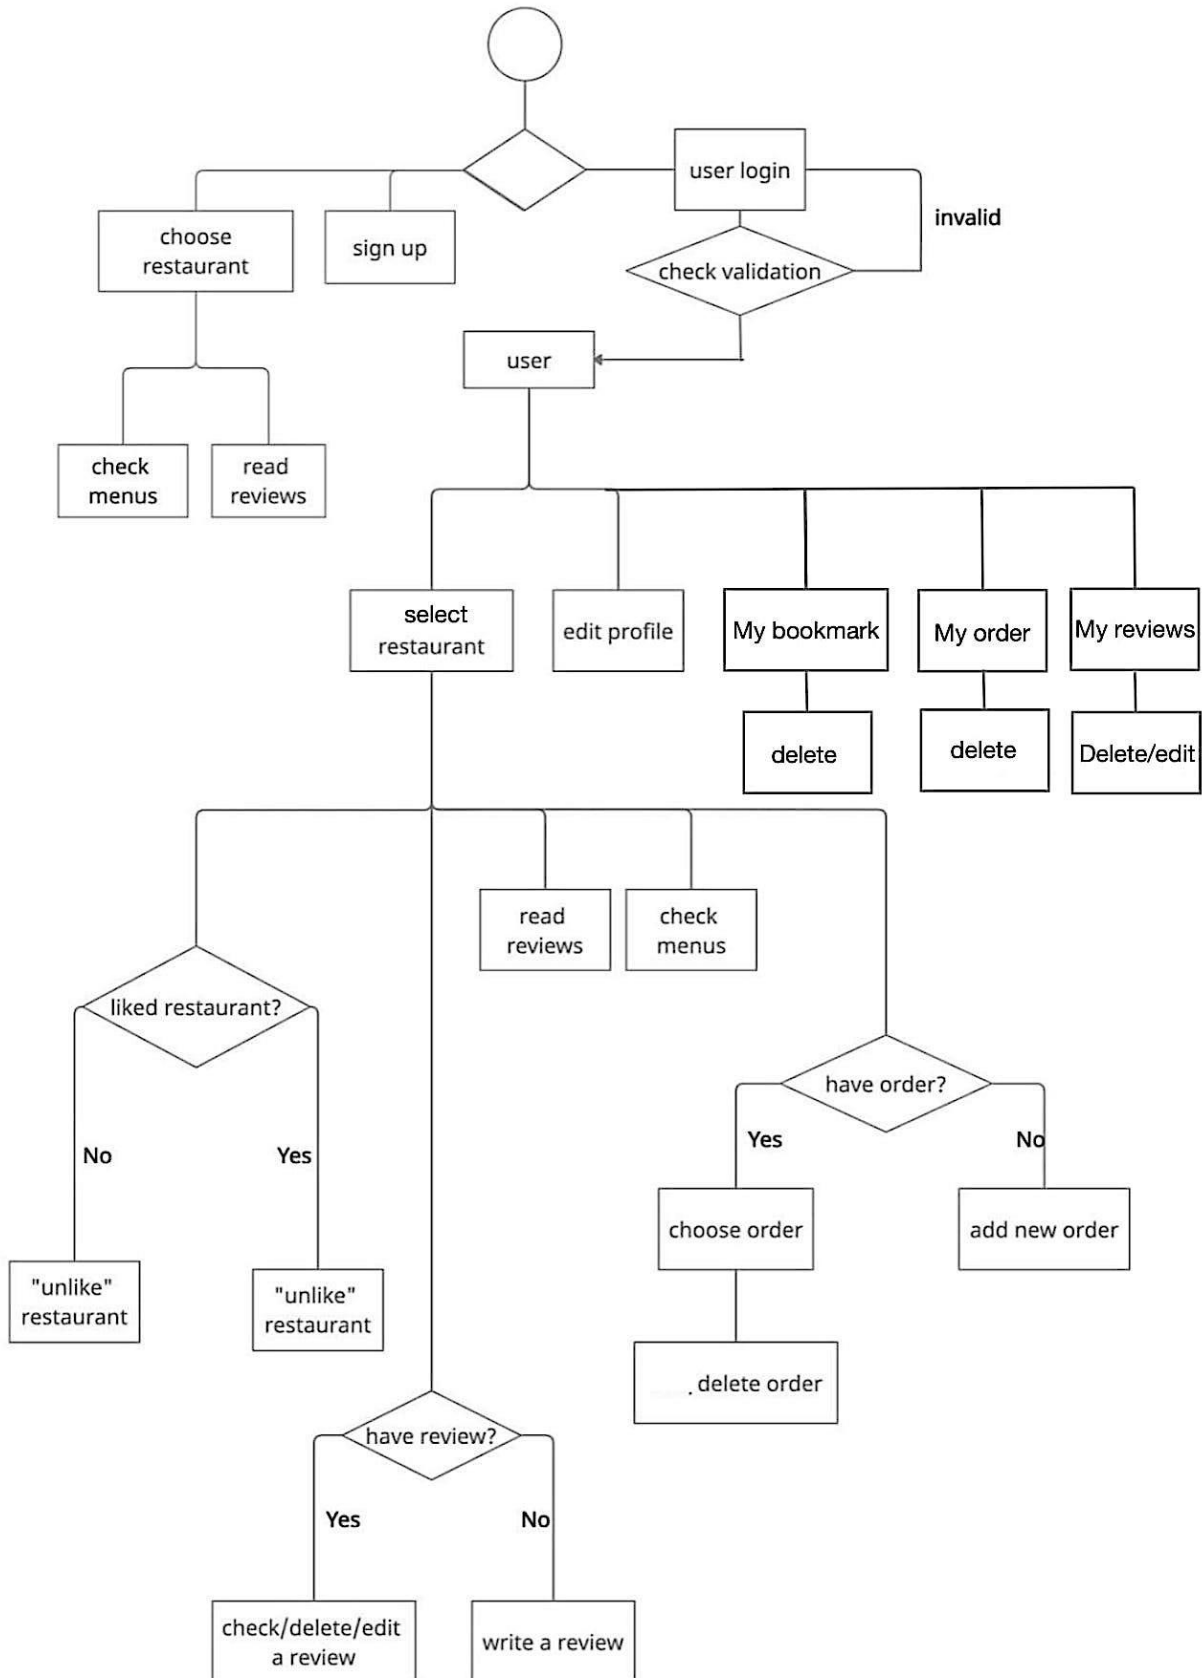 user login
invalid
choose
restaurant
sign up
check validation
user
check
menus
read
reviews
select
restaurant
edit profile
My bookmark
My order
My reviews
delete
delete
Delete/edit
read
reviews
check
menus
liked restaurant?
have order?
No
Yes
Yes
No
choose order
add new order
"unlike"
restaurant
"unlike"
restaurant
. delete order
have review?
Yes
No
check/delete/edit
a review
write a review